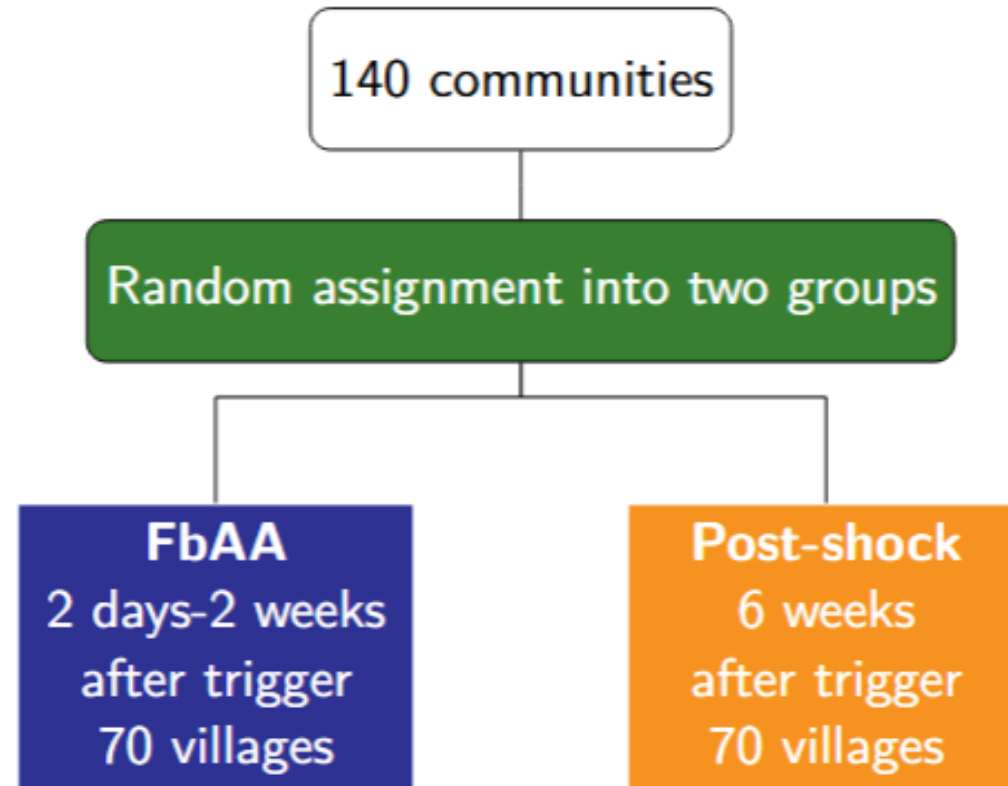 140 communities
Random assignment into two groups
FbAA
2 days-2 weeks
after trigger
70 villages
Post-shock
6 weeks
after trigger
70 villages